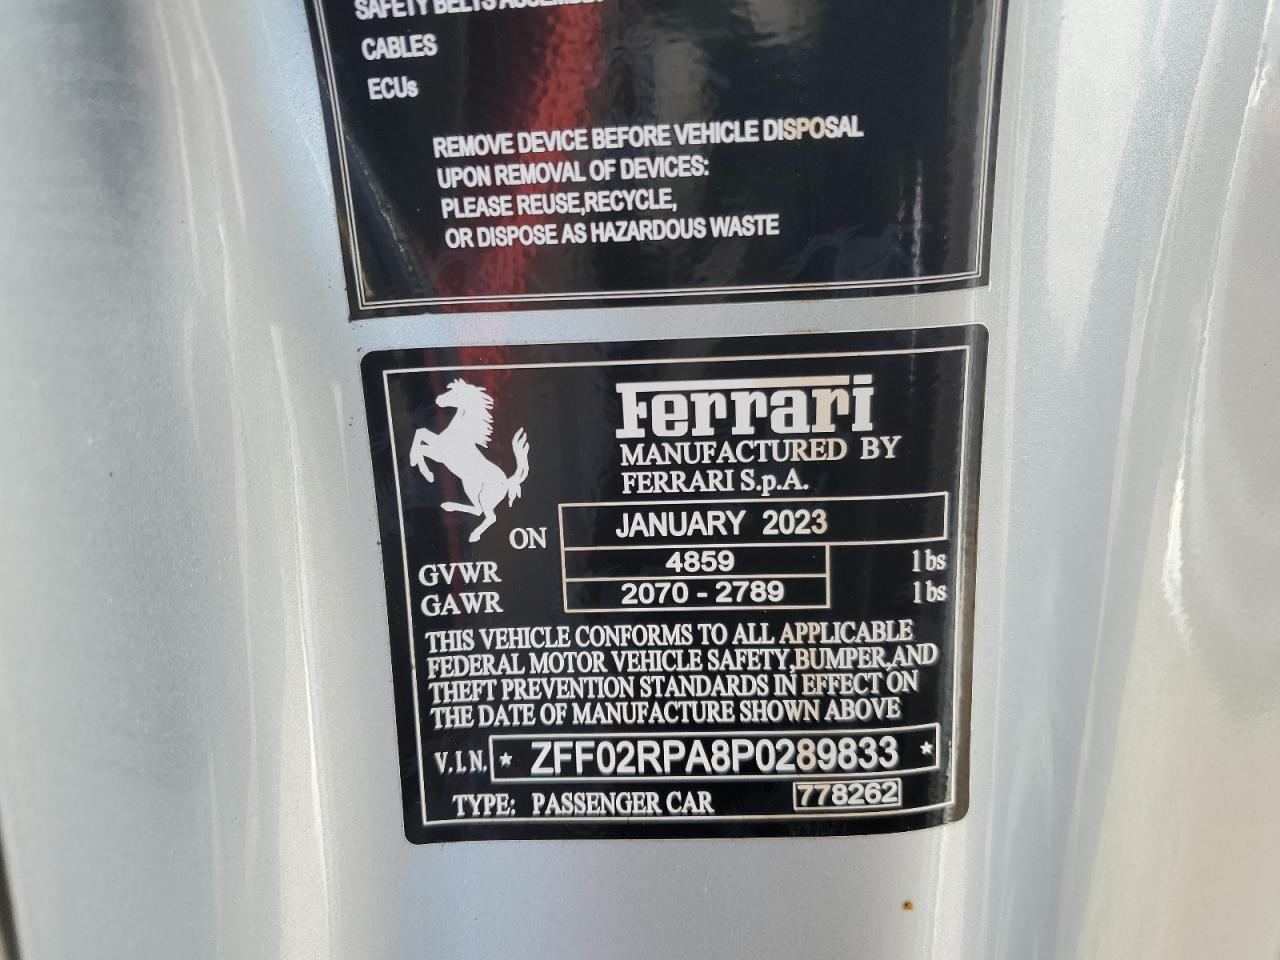 SAFETY BELTS
CABLES
ECUs
REMOVE DEVICE BEFORE VEHICLE DISPOSAL
UPON REMOVAL OF DEVICES:
PLEASE REUSE,RECYCLE,
OR DISPOSE AS HAZARDOUS WASTE
Ferrari
MANUFACTURED BY
FERRARI S.p.A.
ON JANUARY 2023
GVWR 4859 lbs
GAWR 2070 - 2789 lbs
THIS VEHICLE CONFORMS TO ALL APPLICABLE
FEDERAL MOTOR VEHICLE SAFETY,BUMPER,AND
THEFT PREVENTION STANDARDS IN EFFECT ON
THE DATE OF MANUFACTURE SHOWN ABOVE
V.I.N. * ZFF02RPA8P0289833 *
TYPE: PASSENGER CAR 778262